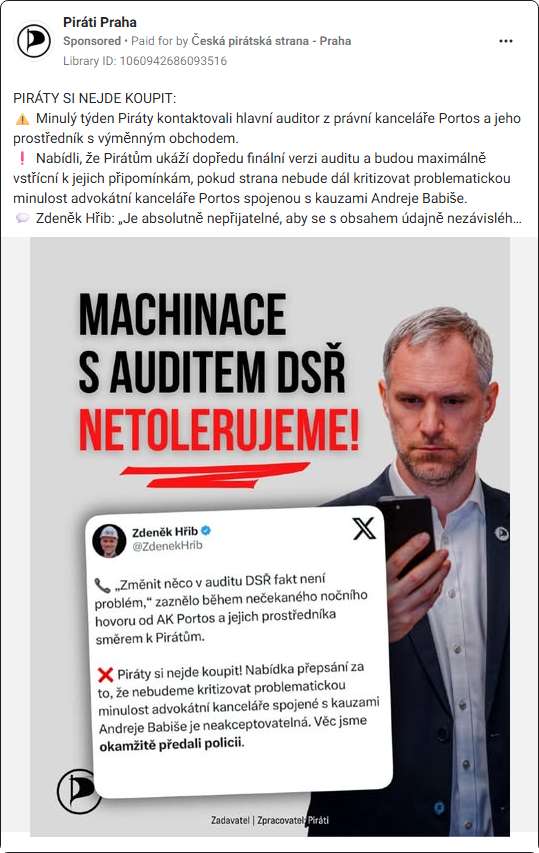 Piráti Praha
Sponsored • Paid for by Česká pirátská strana - Praha
Library ID: 1060942686093516
PIRÁTY SI NEJDE KOUPIT:
⚠️ Minulý týden Piráty kontaktovali hlavní auditor z právní kanceláře Portos a jeho
prostředník s výměnným obchodem.
❗ Nabídli, že Pirátům ukáží dopředu finální verzi auditu a budou maximálně
vstřícní k jejich připomínkám, pokud strana nebude dál kritizovat problematickou
minulost advokátní kanceláře Portos spojenou s kauzami Andreje Babiše.
💬 Zdeněk Hřib: „Je absolutně nepřijatelné, aby se s obsahem údajně nezávisléh...
MACHINACE
S AUDITEM DSŘ
NETOLERUJEME!
Zdeněk Hřib
@ZdenekHrib
X
📞 „Změnit něco v auditu DSŘ fakt není
problém,“ zaznělo během nečekaného nočního
hovoru od AK Portos a jejich prostředníka
směrem k Pirátům.
❌ Piráty si nejde koupit! Nabídka přepsání za
to, že nebudeme kritizovat problematickou
minulost advokátní kanceláře spojené s kauzami
Andreje Babiše je neakceptovatelná. Věc jsme
okamžitě předali policii.
Zadavatel | Zpracovatel: Piráti